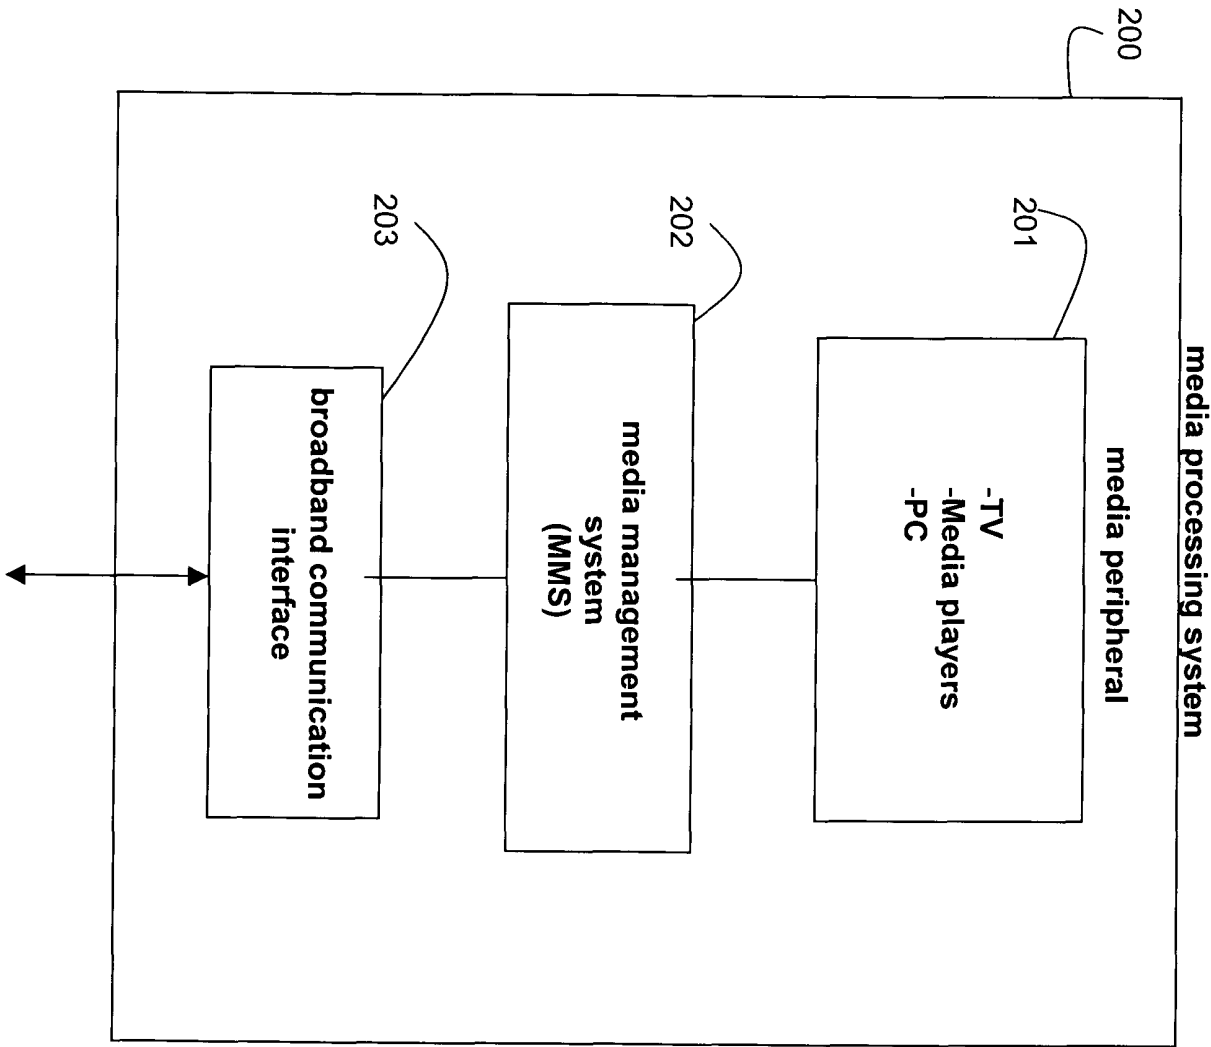 200
media processing system
media peripheral
201
-TV
-Media players
-PC
202
media management
system
(MMS)
203
broadband communication
interface